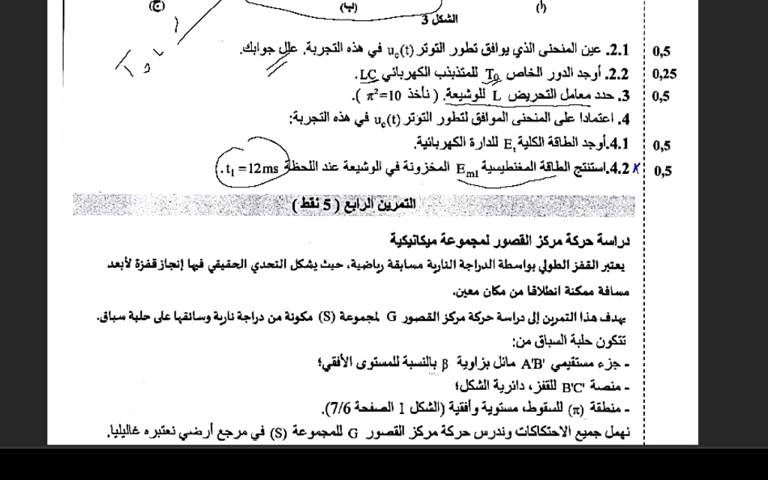 (أ) (ب) (ج)
الشكل 3
0,5 2.1. عين المنحنى الذي يوافق تطور التوتر uc(t) في هذه التجربة. علل جوابك.
0,25 2.2. أوجد الدور الخاص T0 للمتذبذب الكهربائي LC.
0,5 3. حدد معامل التحريض L للوشيعة. ( نأخذ π²=10 ).
4. اعتمادا على المنحنى الموافق لتطور التوتر uc(t) في هذه التجربة:
0,5 4.1. أوجد الطاقة الكلية Et للدارة الكهربائية.
0,5 4.2. استنتج الطاقة المغنطيسية Em1 المخزونة في الوشيعة عند اللحظة t1 =12ms.
التمرين الرابع ( 5 نقط )
دراسة حركة مركز القصور لمجموعة ميكانيكية
يعتبر القفز الطولي بواسطة الدراجة النارية مسابقة رياضية، حيث يشكل التحدي الحقيقي فيها إنجاز قفزة لأبعد
مسافة ممكنة انطلاقا من مكان معين.
يهدف هذا التمرين إلى دراسة حركة مركز القصور G لمجموعة (S) مكونة من دراجة نارية وسائقها على حلبة سباق.
تتكون حلبة السباق من:
- جزء مستقيمي A'B' مائل بزاوية β بالنسبة للمستوى الأفقي؛
- منصة B'C' للقفز، دائرية الشكل؛
- منطقة (π) للسقوط، مستوية وأفقية (الشكل 1 الصفحة 7/6).
نهمل جميع الاحتكاكات وندرس حركة مركز القصور G للمجموعة (S) في مرجع أرضي نعتبره غاليليا.